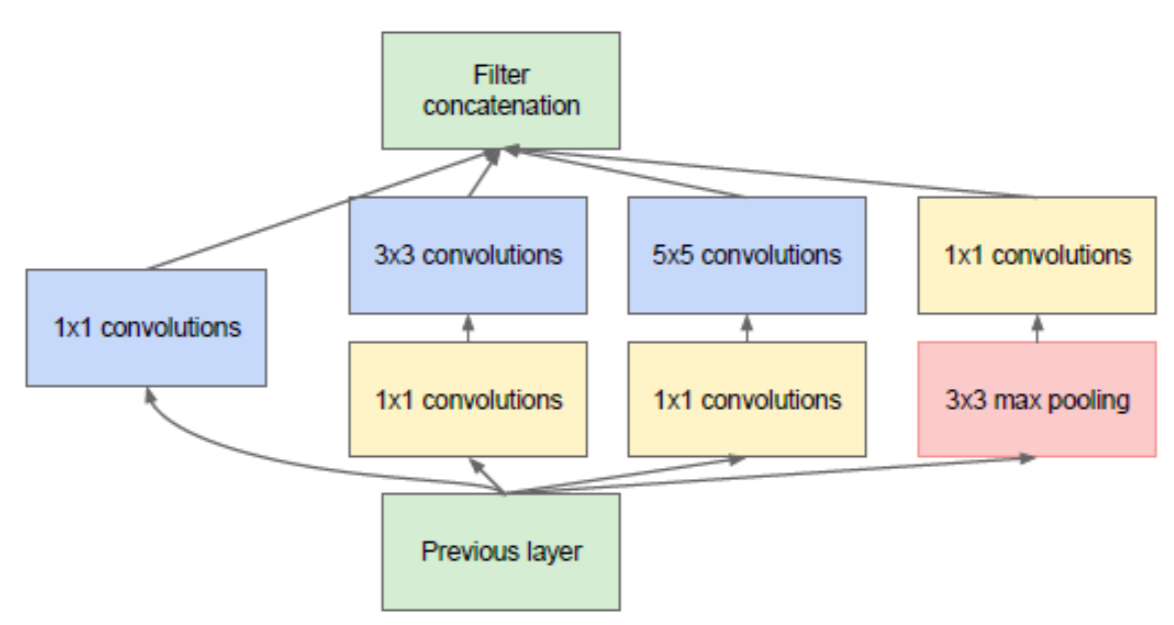 Filter
concatenation
3x3 convolutions
5x5 convolutions
1x1 convolutions
1x1 convolutions
1x1 convolutions
1x1 convolutions
3x3 max pooling
Previous layer